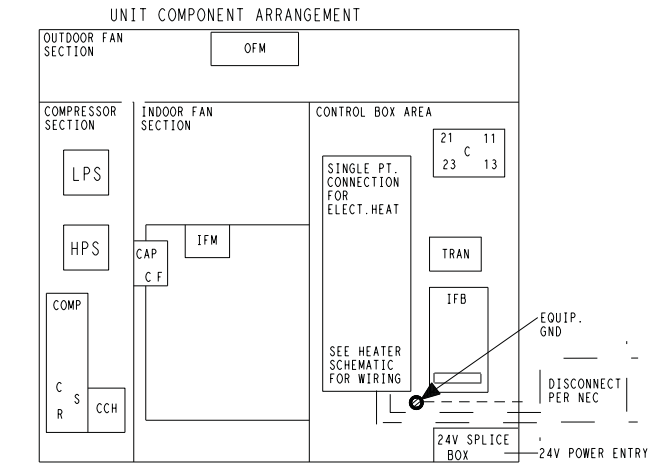 UNIT COMPONENT ARRANGEMENT
OUTDOOR FAN
SECTION
OFM
COMPRESSOR
SECTION
INDOOR FAN
SECTION
CONTROL BOX AREA
LPS
HPS
COMP
C
S
R
CCH
CAP
C F
IFM
SINGLE PT.
CONNECTION
FOR
ELECT.HEAT
SEE HEATER
SCHEMATIC
FOR WIRING
21 11
C
23 13
TRAN
IFB
EQUIP.
GND
DISCONNECT
PER NEC
24V SPLICE
BOX
24V POWER ENTRY